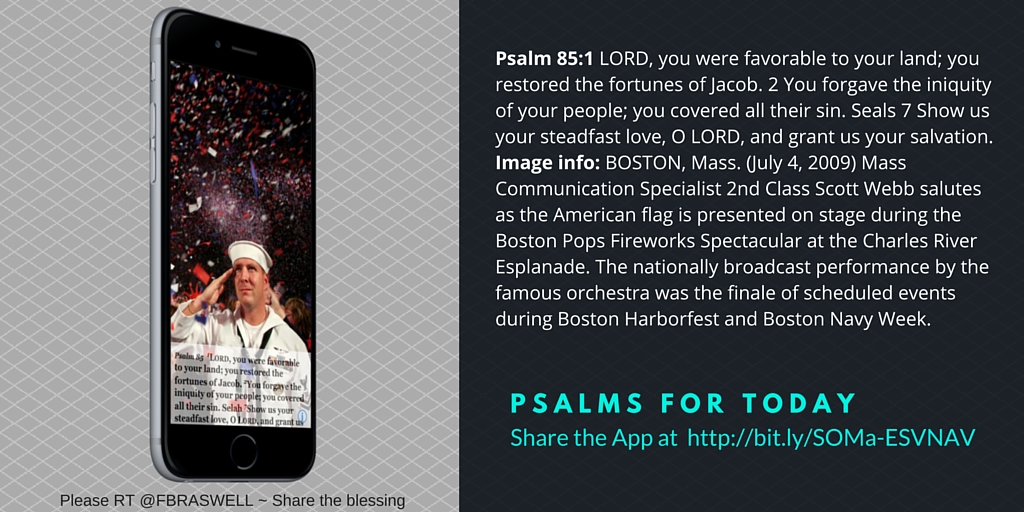 Psalm 85 ¹LORD, you were favorable
to your land; you restored the
fortunes of Jacob. ²You forgave the
iniquity of your people; you covered
all their sin. Selah ⁷Show us your
steadfast love, O LORD, and grant us
Please RT @FBRASWELL ~ Share the blessing
Psalm 85:1 LORD, you were favorable to your land; you
restored the fortunes of Jacob. 2 You forgave the iniquity
of your people; you covered all their sin. Seals 7 Show us
your steadfast love, O LORD, and grant us your salvation.
Image info: BOSTON, Mass. (July 4, 2009) Mass
Communication Specialist 2nd Class Scott Webb salutes
as the American flag is presented on stage during the
Boston Pops Fireworks Spectacular at the Charles River
Esplanade. The nationally broadcast performance by the
famous orchestra was the finale of scheduled events
during Boston Harborfest and Boston Navy Week.
PSALMS FOR TODAY
Share the App at http://bit.ly/SOMa-ESVNAV